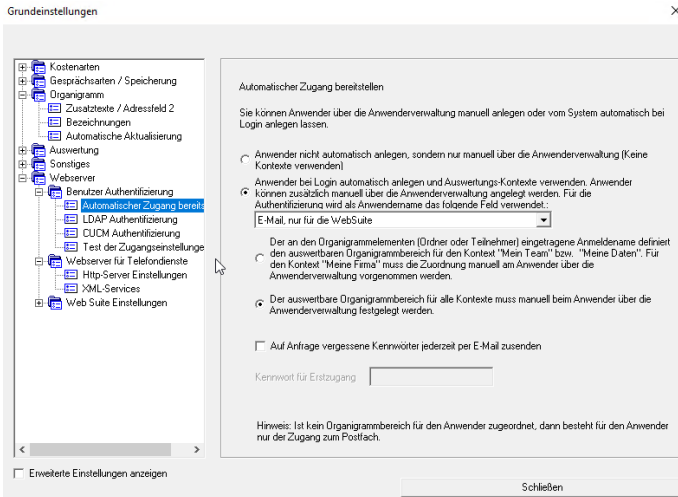 Grundeinstellungen
Kostenarten
Gesprächsarten / Speicherung
Organigramm
Zusatztexte / Adressfeld 2
Bezeichnungen
Automatische Aktualisierung
Auswertung
Sonstiges
Webserver
Benutzer Authentifizierung
Automatischer Zugang bereits
LDAP Authentifizierung
CUCM Authentifizierung
Test der Zugangseinstellunge
Webserver für Telefondienste
Http-Server Einstellungen
XML-Services
Web Suite Einstellungen
Erweiterte Einstellungen anzeigen
Automatischer Zugang bereitstellen
Sie können Anwender über die Anwenderverwaltung manuell anlegen oder vom System automatisch bei
Login anlegen lassen.
Anwender nicht automatisch anlegen, sondern nur manuell über die Anwenderverwaltung (Keine
Kontexte verwenden)
Anwender bei Login automatisch anlegen und Auswertungs-Kontexte verwenden. Anwender
können zusätzlich manuell über die Anwenderverwaltung angelegt werden. Für die
Authentifizierung wird als Anwendername das folgende Feld verwendet.:
E-Mail, nur für die WebSuite
Der an den Organigrammelementen (Ordner oder Teilnehmer) eingetragene Anmeldename definiert
den auswertbaren Organigrammbereich für den Kontext "Mein Team" bzw. "Meine Daten". Für
den Kontext "Meine Firma" muss die Zuordnung manuell am Anwender über die
Anwenderverwaltung vorgenommen werden.
Der auswertbare Organigrammbereich für alle Kontexte muss manuell beim Anwender über die
Anwenderverwaltung festgelegt werden.
Auf Anfrage vergessene Kennwörter jederzeit per E-Mail zusenden
Kennwort für Erstzugang
Hinweis: Ist kein Organigrammbereich für den Anwender zugeordnet, dann besteht für den Anwender
nur der Zugang zum Postfach.
Schließen